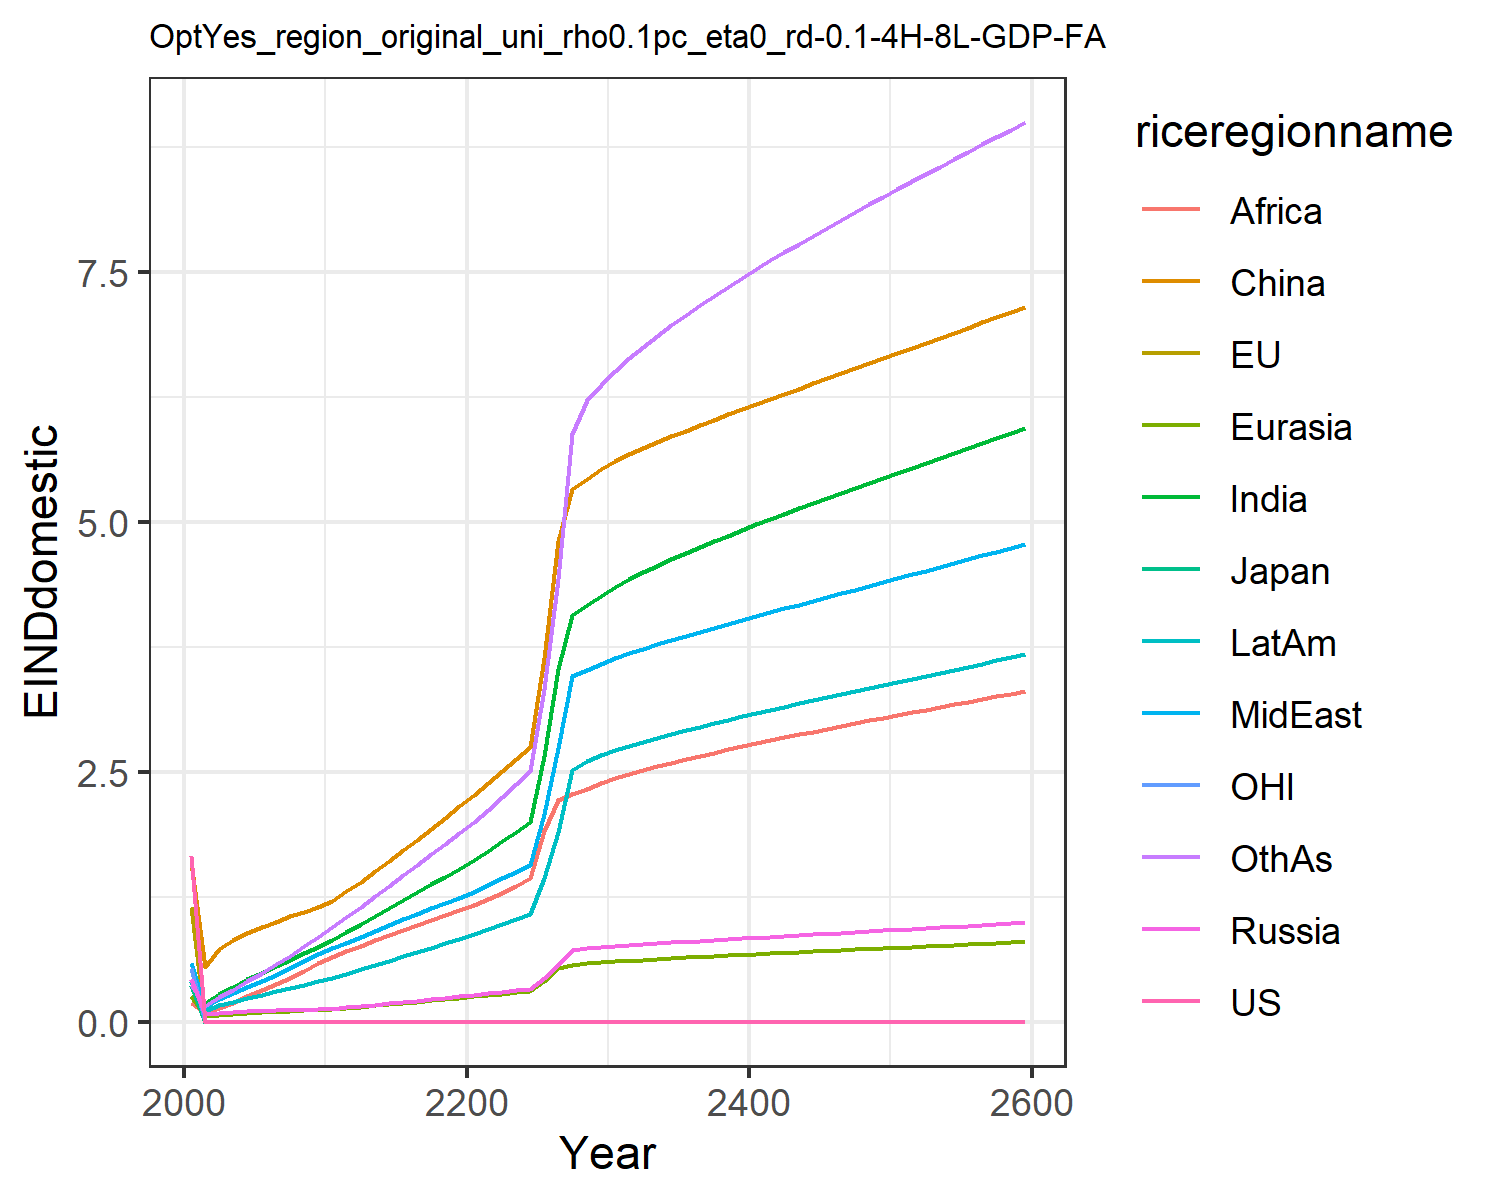 OptYes_region_original_uni_rho0.1pc_eta0_rd-0.1-4H-8L-GDP-FA
EINDdomestic
7.5
5.0
2.5
0.0
2000 2200 2400 2600
Year
riceregionname
Africa
China
EU
Eurasia
India
Japan
LatAm
MidEast
OHI
OthAs
Russia
US